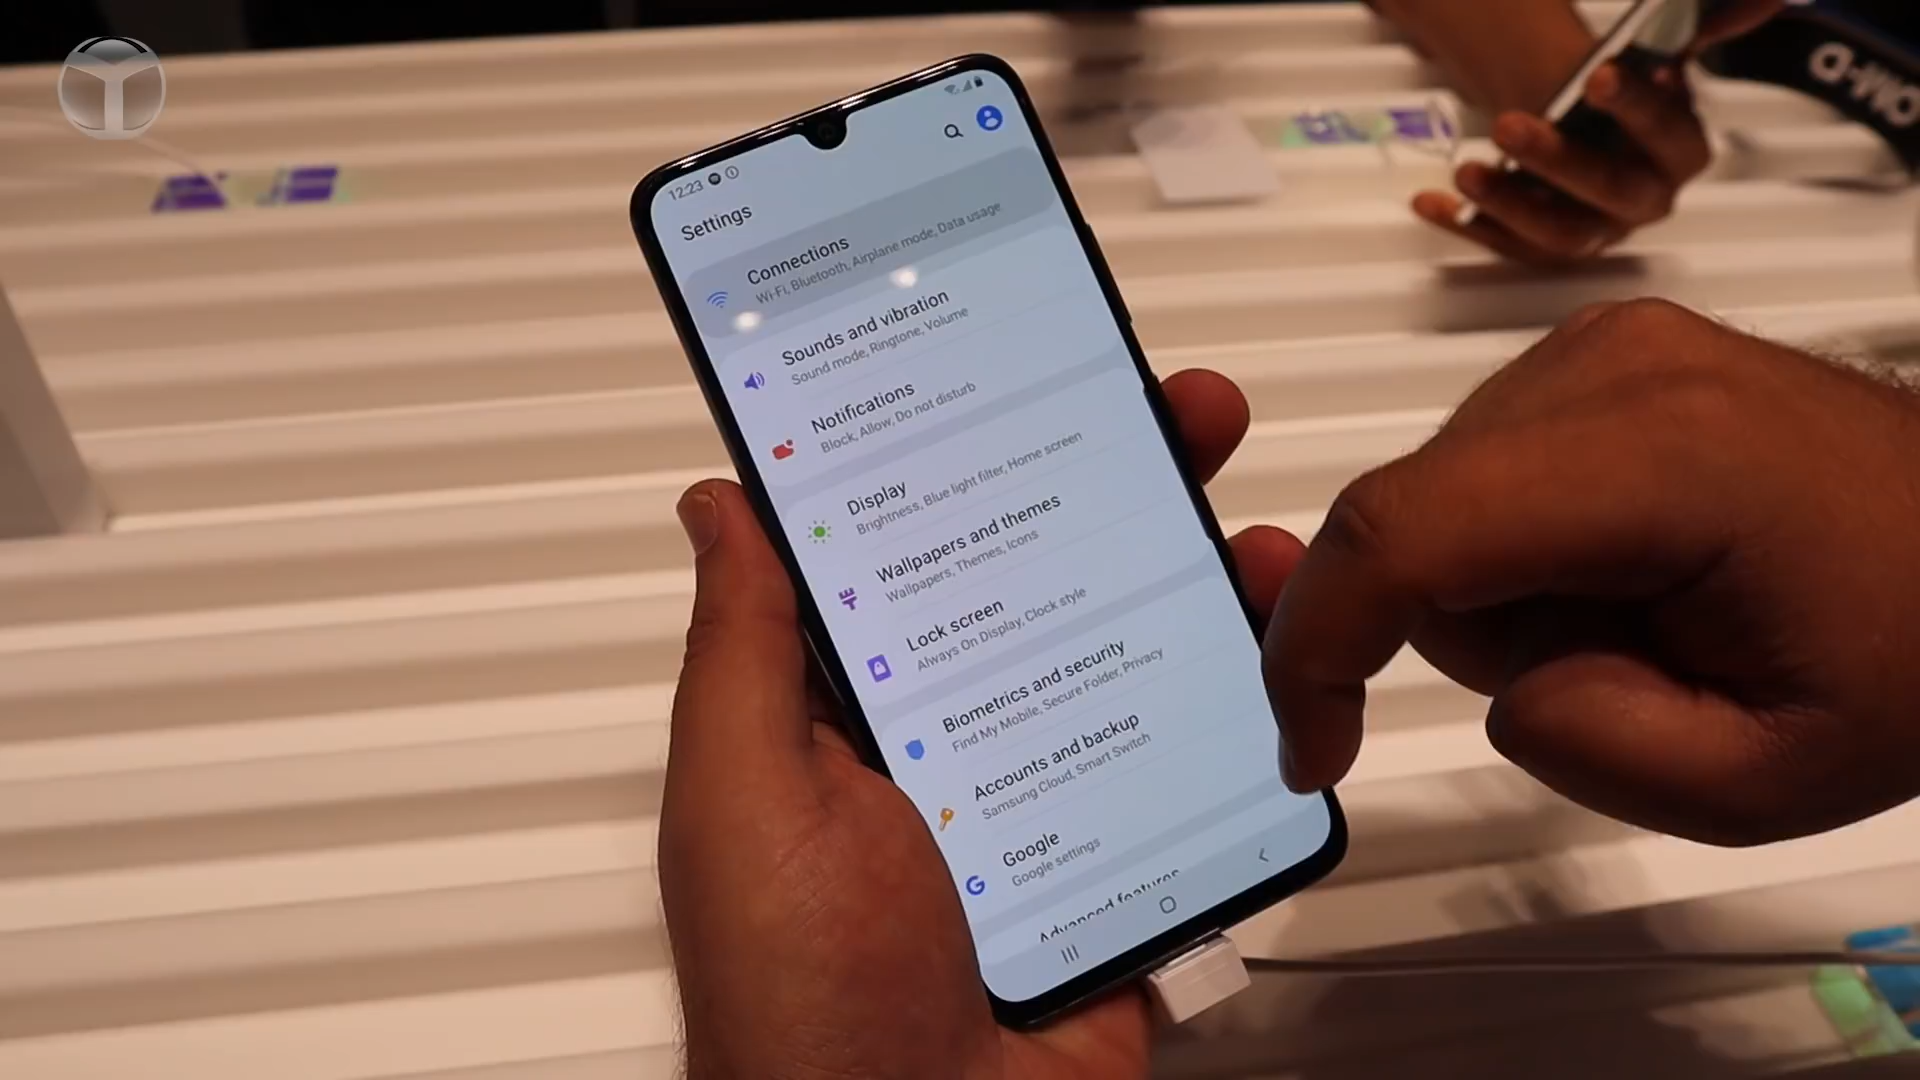 OM-D
12:23
Settings
Connections
Wi-Fi, Bluetooth, Airplane mode, Data usage
Sounds and vibration
Sound mode, Ringtone, Volume
Notifications
Block, Allow, Do not disturb
Display
Brightness, Blue light filter, Home screen
Wallpapers and themes
Wallpapers, Themes, Icons
Lock screen
Always On Display, Clock style
Biometrics and security
Find My Mobile, Secure Folder, Privacy
Accounts and backup
Samsung Cloud, Smart Switch
Google
Google settings
Advanced features